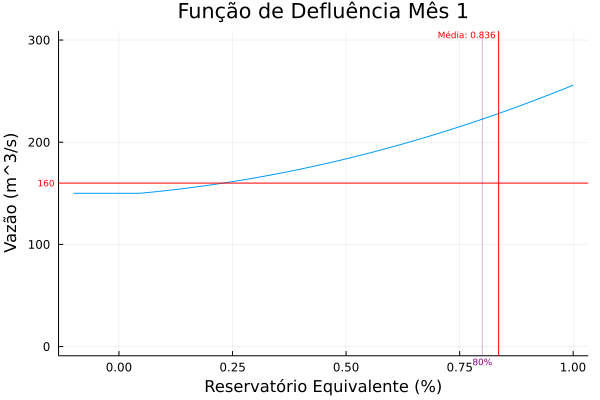 Função de Defluência Mês 1
Média: 0.836
300
200
160
100
0
Vazão (m^3/s)
0.00
0.25
0.50
0.75
80%
1.00
Reservatório Equivalente (%)